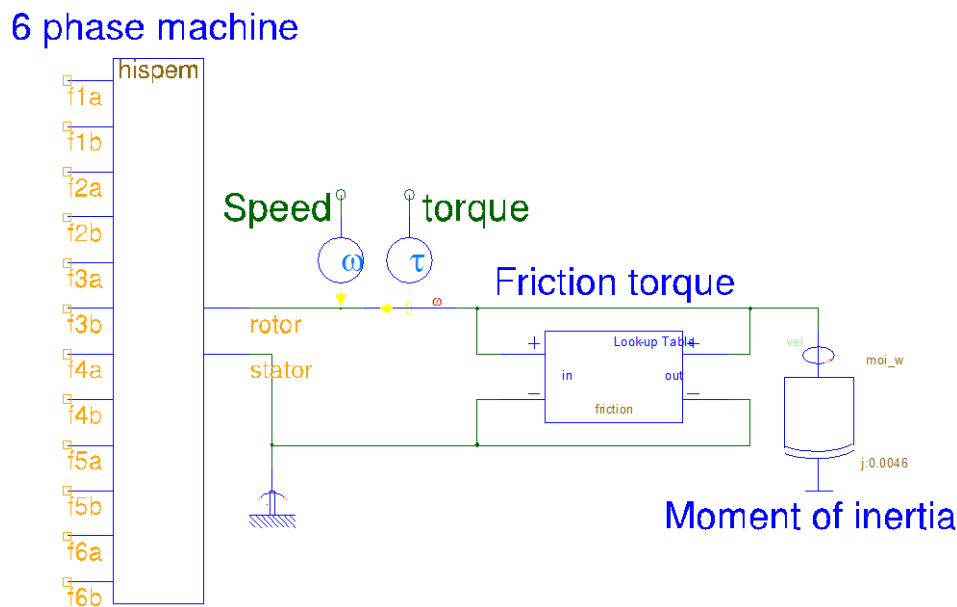 6 phase machine
hispem
f1a
f1b
f2a
f2b
f3a
f3b
f4a
f4b
f5a
f5b
f6a
f6b
Speed
torque
ω
τ
ω
rotor
stator
Friction torque
+
Look-up Table
+
in
out
−
−
friction
vel
moi_w
j:0.0046
Moment of inertia